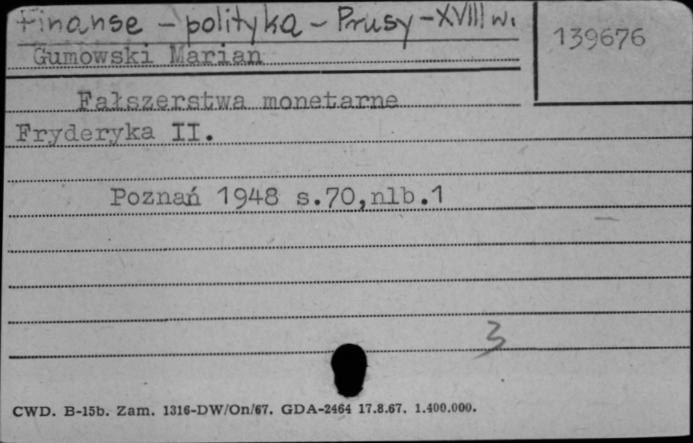 Finanse - polityka - Prusy - XVIII w.
139676
Gumowski Marian
Fałszerstwa monetarne
Fryderyka II.
Poznań 1948 s.70,nlb.1
3
CWD. B-15b. Zam. 1316-DW/On/67. GDA-2464 17.8.67. 1.400.000.